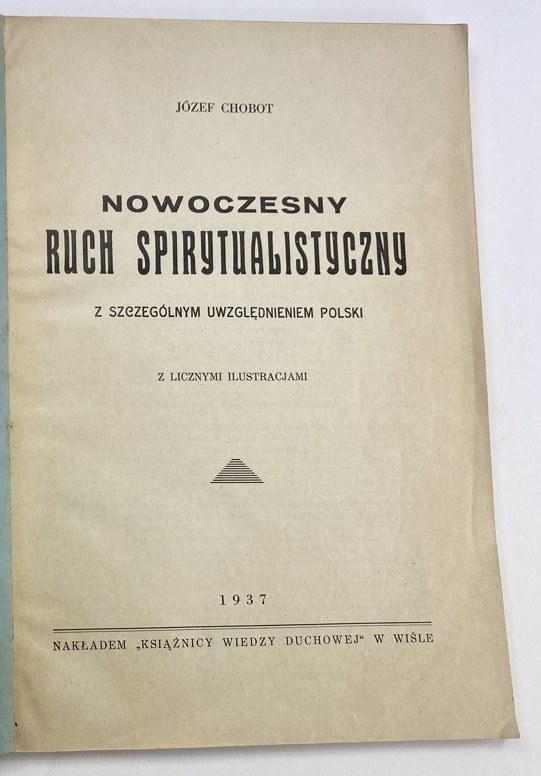 JÓZEF CHOBOT
NOWOCZESNY
RUCH SPIRYTUALISTYCZNY
Z SZCZEGÓLNYM UWZGLĘDNIENIEM POLSKI
Z LICZNYMI ILUSTRACJAMI
1937
NAKŁADEM „KSIĄŻNICY WIEDZY DUCHOWEJ" W WIŚLE